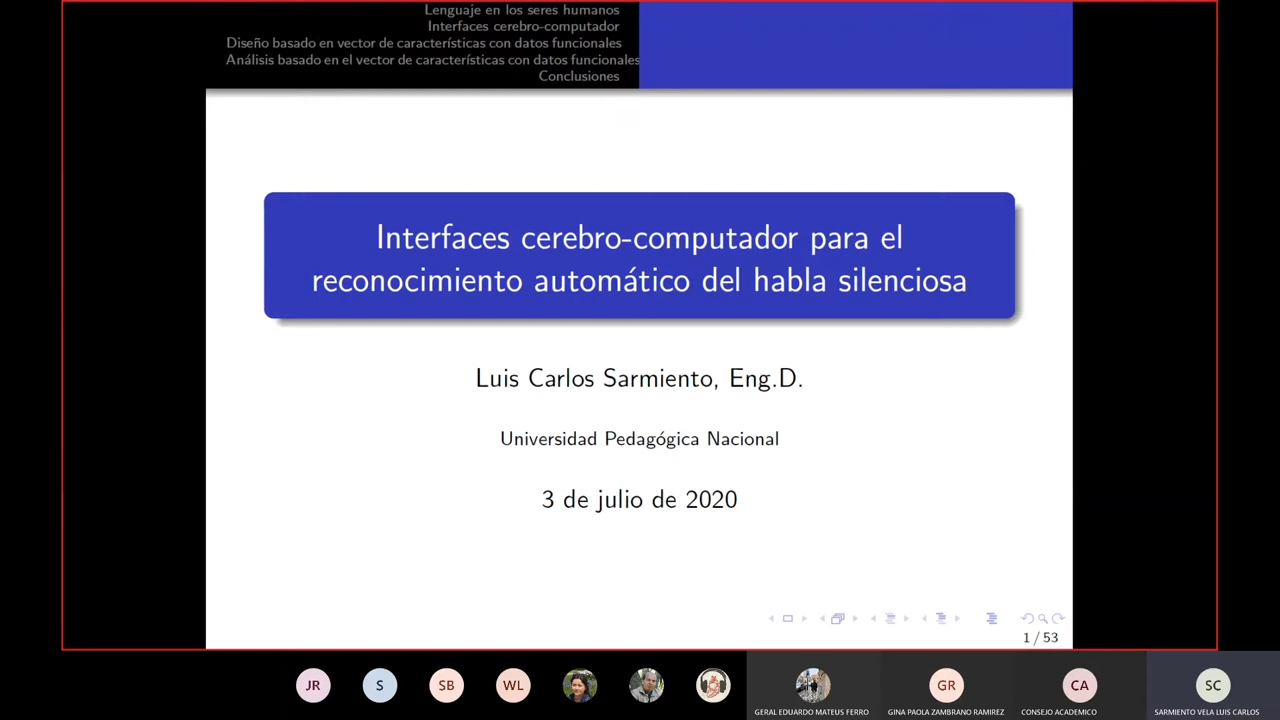 Lenguaje en los seres humanos
Interfaces cerebro-computador
Diseño basado en vector de características con datos funcionales
Análisis basado en el vector de características con datos funcionales
Conclusiones
Interfaces cerebro-computador para el
reconocimiento automático del habla silenciosa
Luis Carlos Sarmiento, Eng.D.
Universidad Pedagógica Nacional
3 de julio de 2020
1 / 53
JR
S
SB
WL
GR
CA
SC
GERAL EDUARDO MATEUS FERRO
GINA PAOLA ZAMBRANO RAMIREZ
CONSEJO ACADEMICO
SARMIENTO VELA LUIS CARLOS